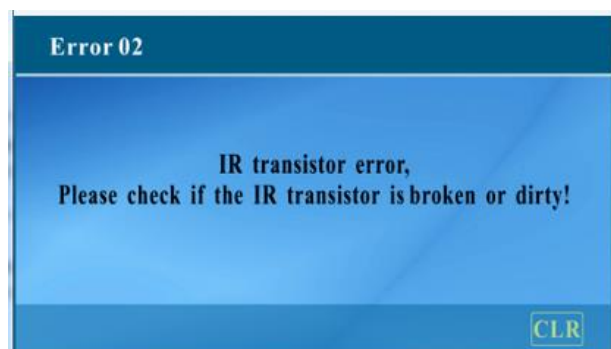 Error 02
IR transistor error,
Please check if the IR transistor is broken or dirty!
CLR